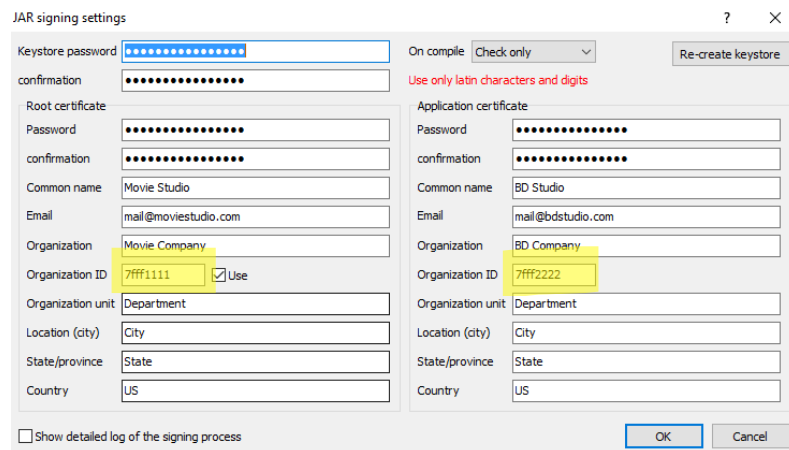 JAR signing settings
? ✕
Keystore password ••••••••••••••••
On compile Check only
Re-create keystore
confirmation ••••••••••••••••
Use only latin characters and digits
Root certificate
Password ••••••••••••••••
confirmation ••••••••••••••••
Common name Movie Studio
Email mail@moviestudio.com
Organization Movie Company
Organization ID 7fff1111 Use
Organization unit Department
Location (city) City
State/province State
Country US
Application certificate
Password •••••••••••••••
confirmation •••••••••••••••
Common name BD Studio
Email mail@bdstudio.com
Organization BD Company
Organization ID 7fff2222
Organization unit Department
Location (city) City
State/province State
Country US
Show detailed log of the signing process
OK Cancel